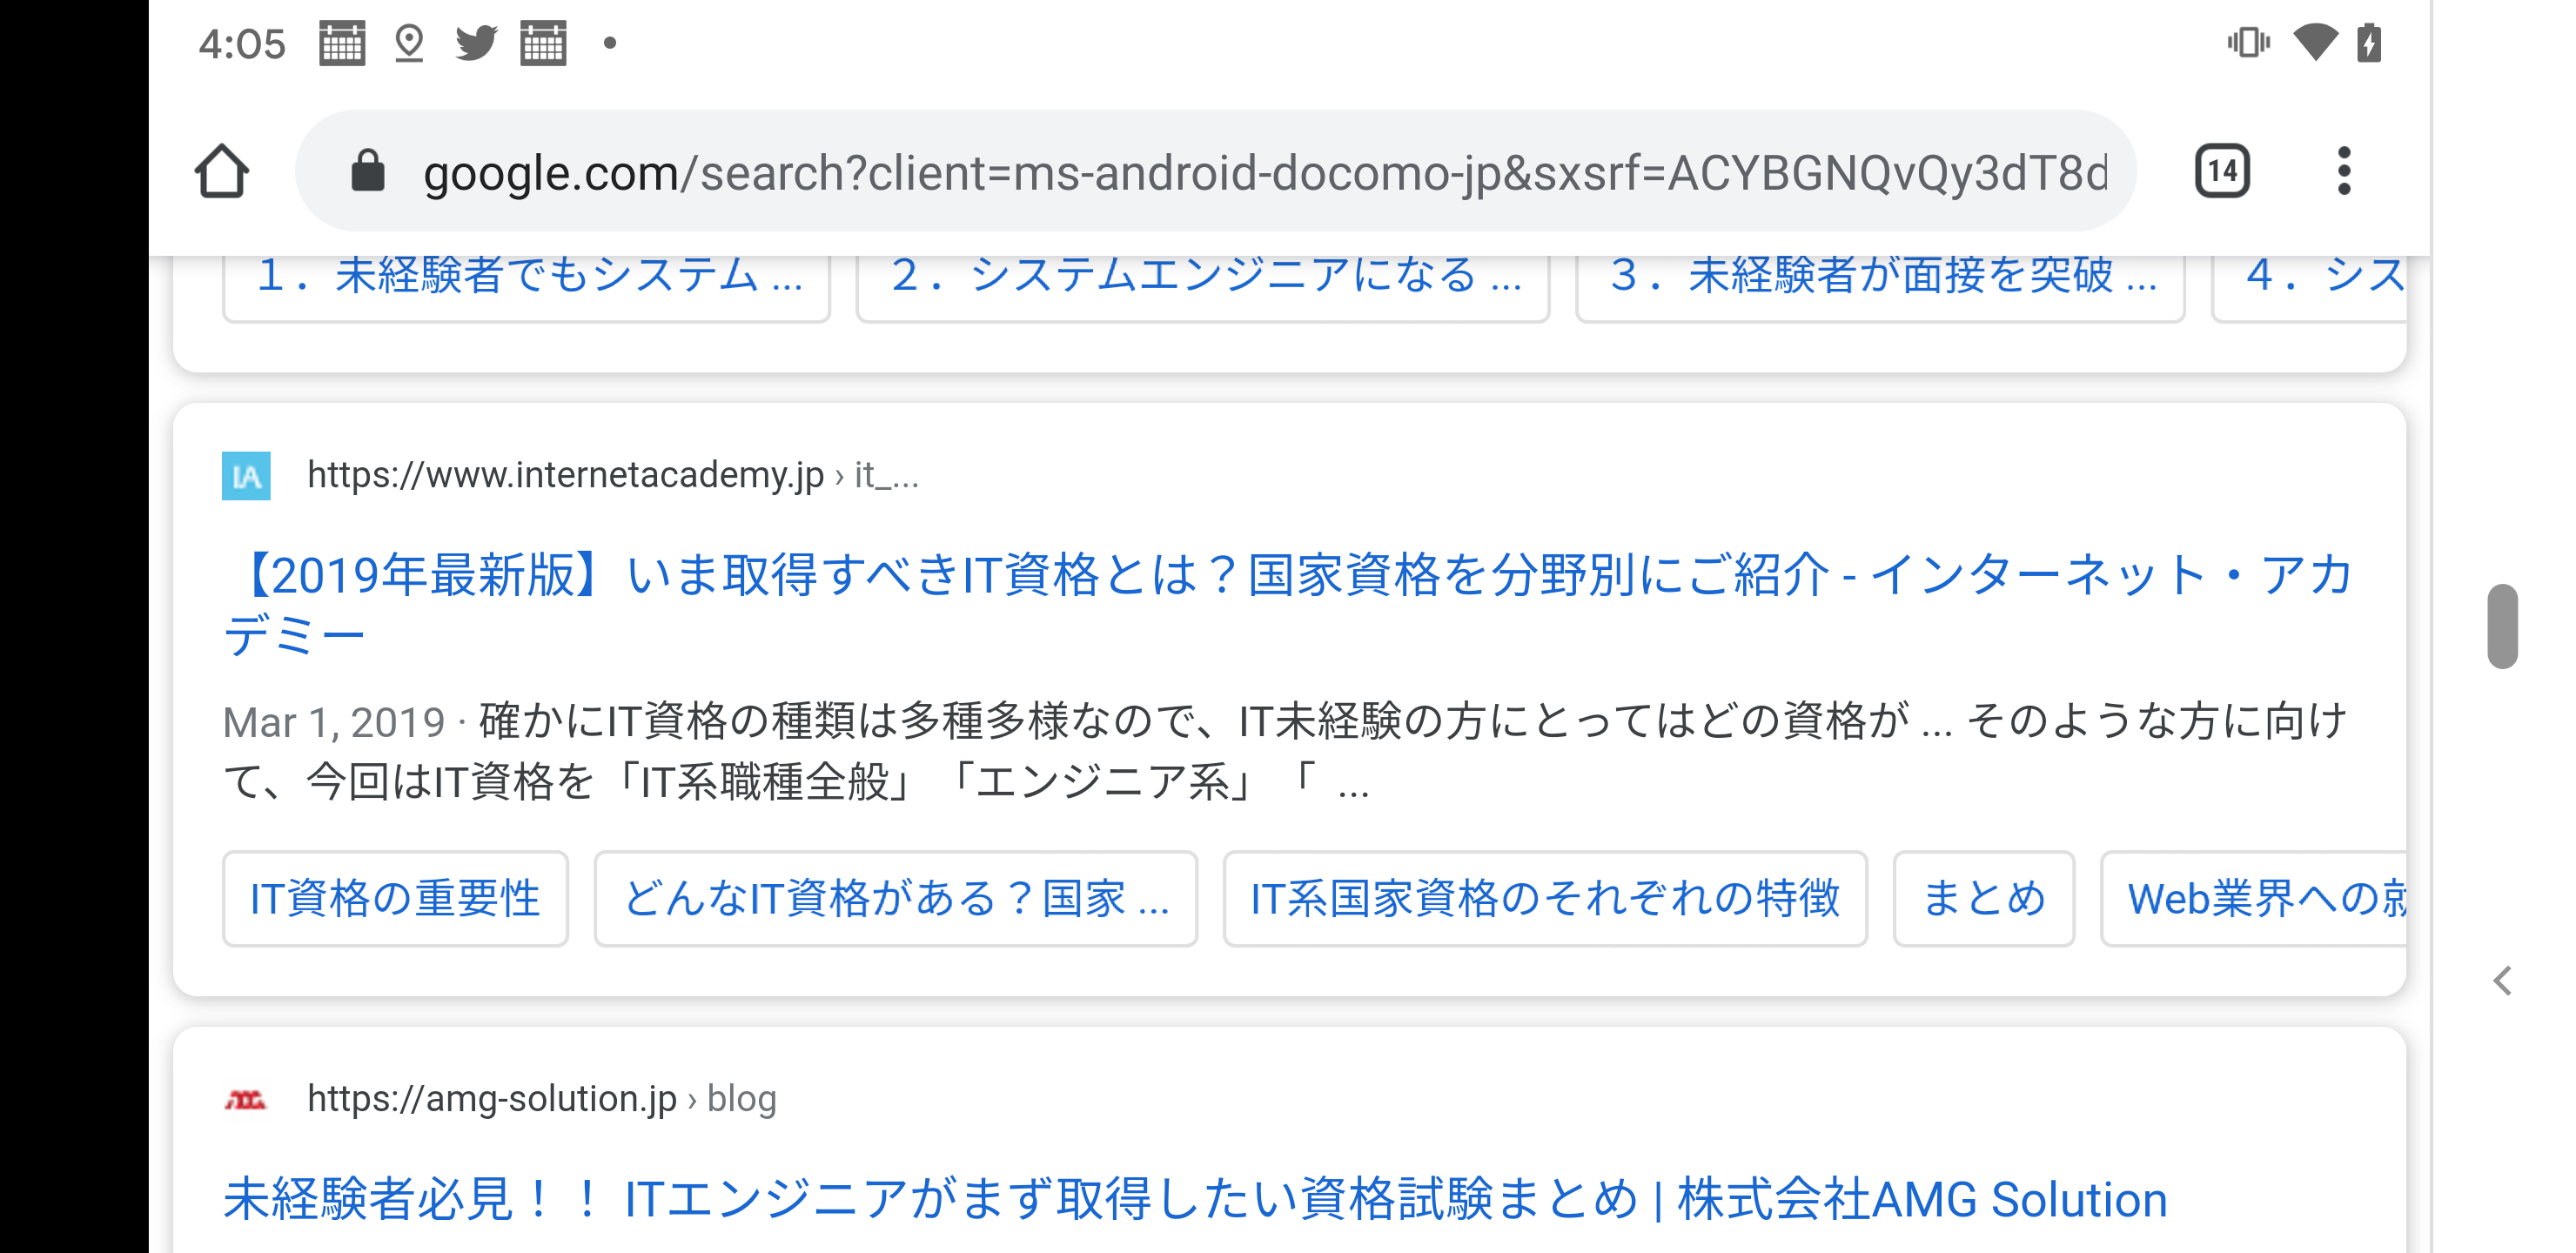 4:05
google.com/search?client=ms-android-docomo-jp&sxsrf=ACYBGNQvQy3dT8d
14
１．未経験者でもシステム ...
２．システムエンジニアになる ...
３．未経験者が面接を突破 ...
４．シス
IA
https://www.internetacademy.jp › it_...
【2019年最新版】いま取得すべきIT資格とは？国家資格を分野別にご紹介 - インターネット・アカ
デミー
Mar 1, 2019 · 確かにIT資格の種類は多種多様なので、IT未経験の方にとってはどの資格が ... そのような方に向け
て、今回はIT資格を「IT系職種全般」「エンジニア系」「 ...
IT資格の重要性
どんなIT資格がある？国家 ...
IT系国家資格のそれぞれの特徴
まとめ
Web業界への就
https://amg-solution.jp › blog
未経験者必見！！ ITエンジニアがまず取得したい資格試験まとめ | 株式会社AMG Solution